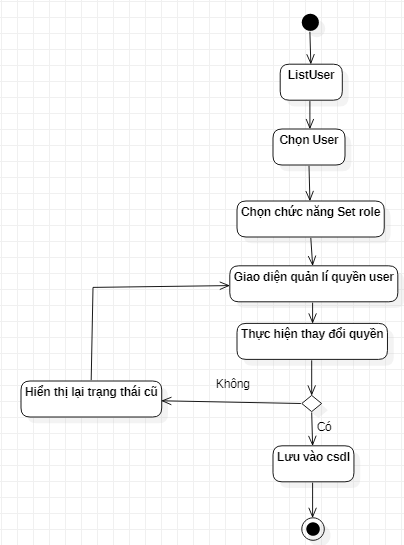 ListUser
Chọn User
Chọn chức năng Set role
Giao diện quản lí quyền user
Thực hiện thay đổi quyền
Không
Hiển thị lại trạng thái cũ
Có
Lưu vào csdl